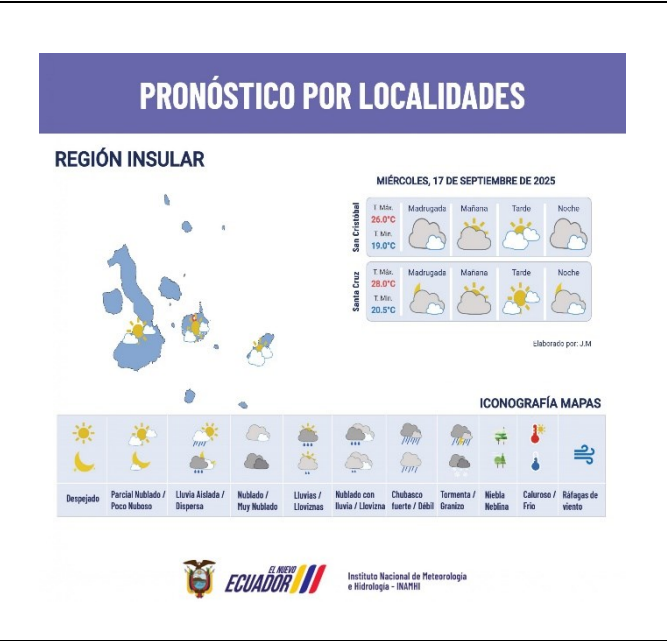 PRONÓSTICO POR LOCALIDADES
REGIÓN INSULAR
MIÉRCOLES, 17 DE SEPTIEMBRE DE 2025
San Cristóbal
T. Máx. Madrugada Mañana Tarde Noche
26.0°C
T. Min.
19.0°C
Santa Cruz
T. Máx. Madrugada Mañana Tarde Noche
28.0°C
T. Min.
20.5°C
Elaborado por: J.M
ICONOGRAFÍA MAPAS
Despejado
Parcial Nublado /
Poco Nuboso
Lluvia Aislada /
Dispersa
Nublado /
Muy Nublado
Lluvias /
Lloviznas
Nublado con
lluvia / Llovizna
Chubasco
fuerte / Débil
Tormenta /
Granizo
Niebla
Neblina
Caluroso /
Frio
Ráfagas de
viento
EL NUEVO
ECUADOR
Instituto Nacional de Meteorología
e Hidrología - INAMHI